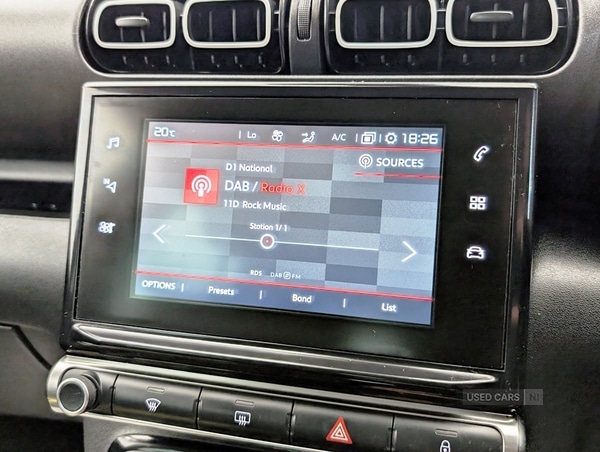 20°C
Lo
A/C
18:26
SOURCES
D1 National
DAB / Radio X
11D Rock Music
Station 1/1
RDS DAB FM
OPTIONS
Presets
Band
List
USED CARS NI